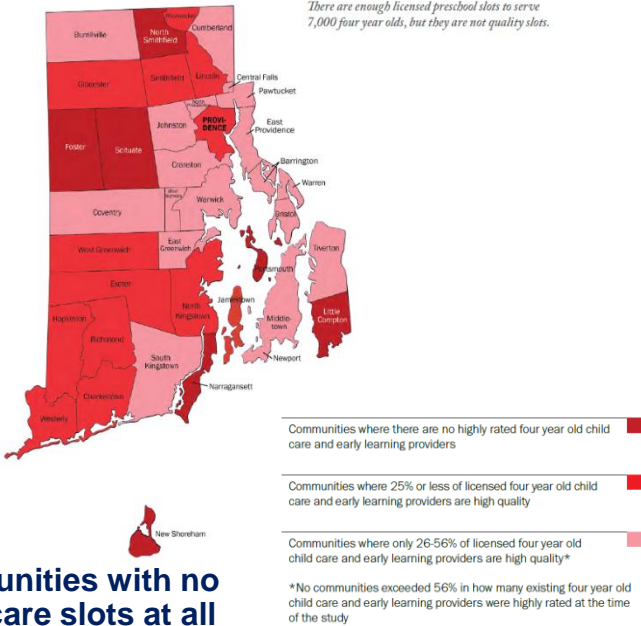 There are enough licensed preschool slots to serve
7,000 four year olds, but they are not quality slots.
Woonsocket
Burrillville
North
Smithfield
Cumberland
Glocester
Smithfield
Lincoln
Central Falls
Pawtucket
North
Providence
Johnston
PROVI-
DENCE
East
Providence
Foster
Scituate
Cranston
Barrington
Warren
West
Warwick
Coventry
Warwick
Bristol
West Greenwich
East
Greenwich
Tiverton
Portsmouth
Exeter
Jamestown
North
Kingstown
Middle-
town
Little
Compton
Hopkinton
Richmond
South
Kingstown
Newport
Narragansett
Charlestown
Westerly
New Shoreham
Communities where there are no highly rated four year old child
care and early learning providers
Communities where 25% or less of licensed four year old child
care and early learning providers are high quality
Communities where only 26-56% of licensed four year old
child care and early learning providers are high quality*
*No communities exceeded 56% in how many existing four year old
child care and early learning providers were highly rated at the time
of the study
unities with no
care slots at all